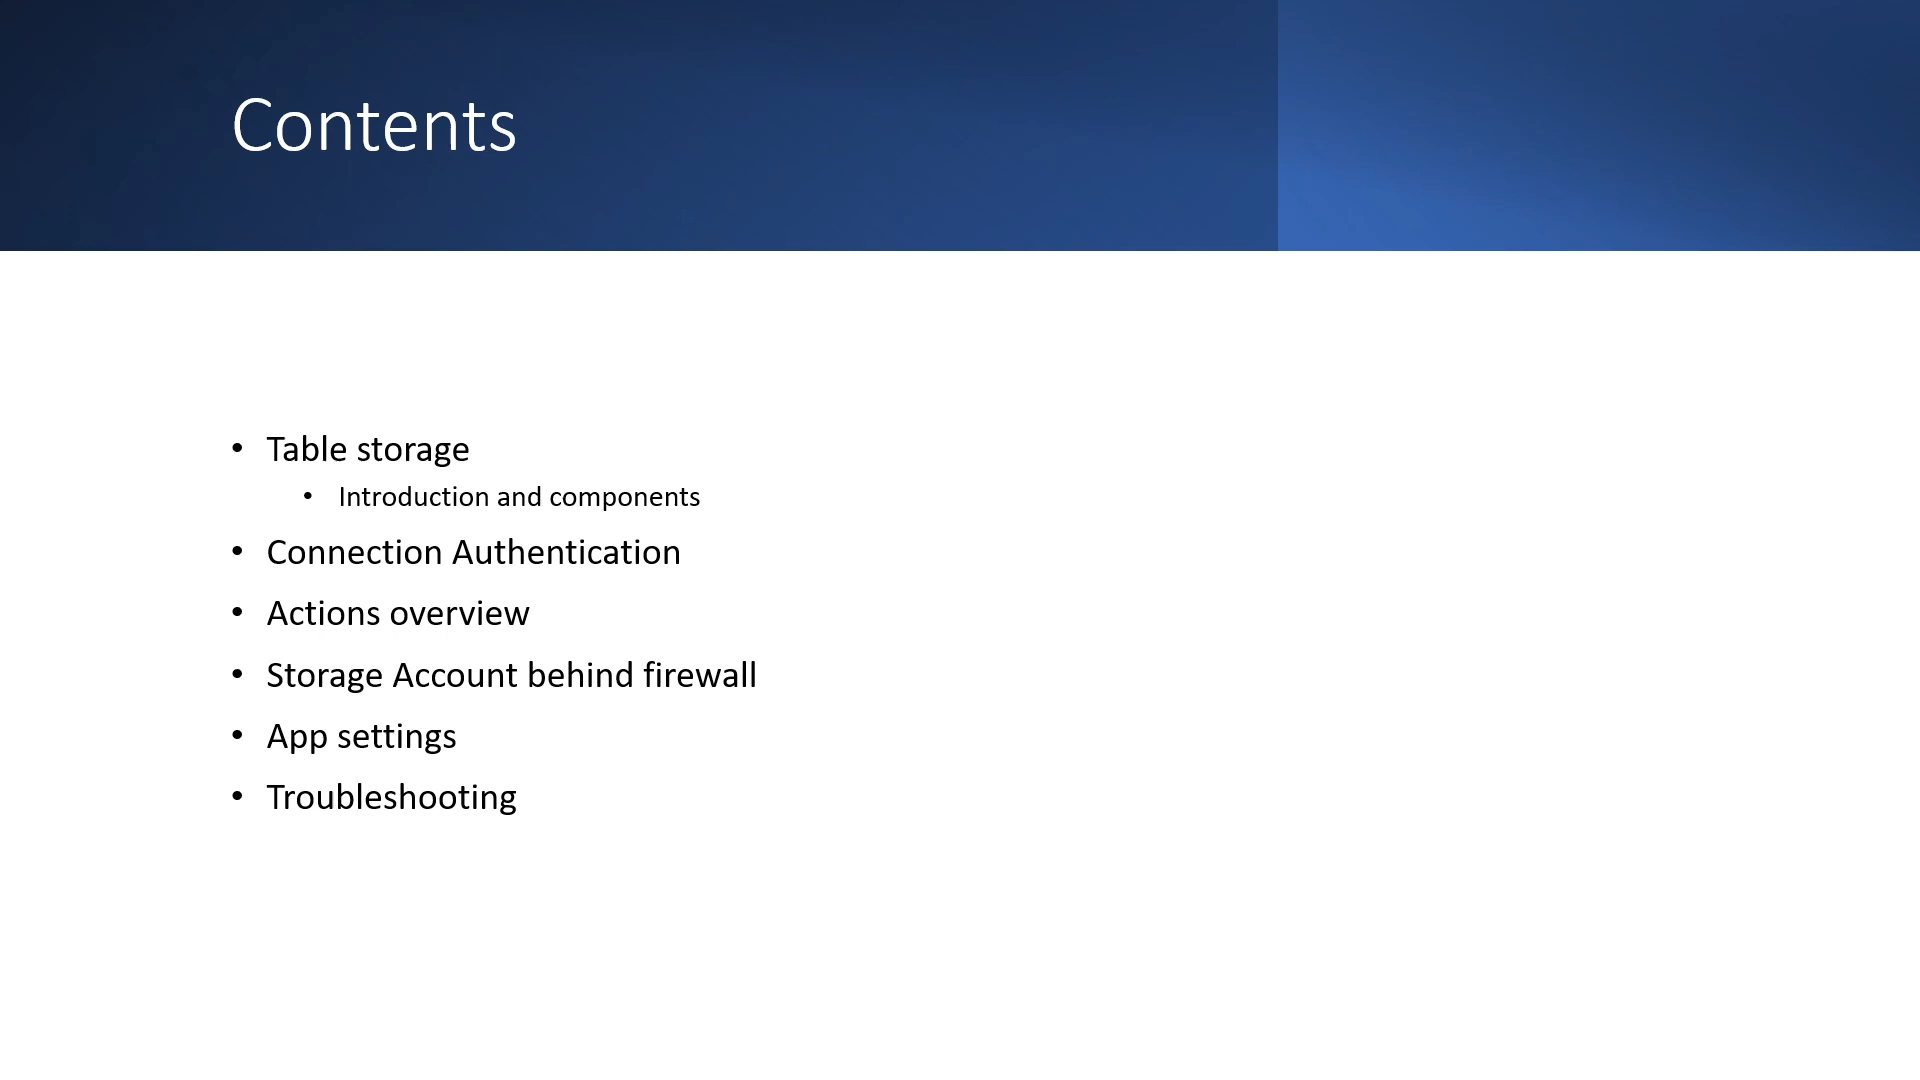 Contents
• Table storage
• Introduction and components
• Connection Authentication
• Actions overview
• Storage Account behind firewall
• App settings
• Troubleshooting